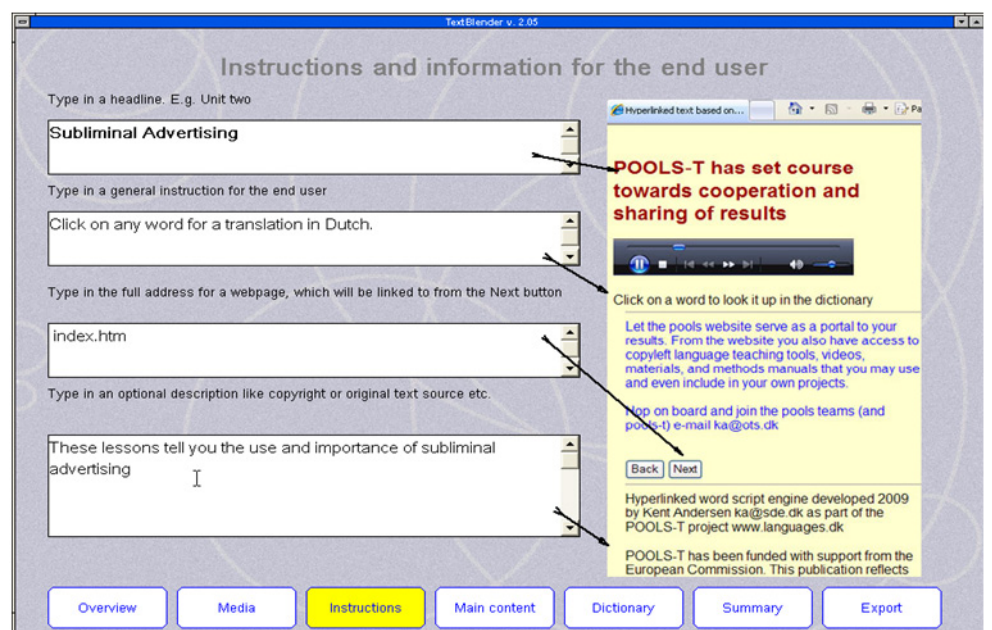 TextBlender v. 2.05
Instructions and information for the end user
Type in a headline. E.g. Unit two
Subliminal Advertising
Type in a general instruction for the end user
Click on any word for a translation in Dutch.
Type in the full address for a webpage, which will be linked to from the Next button
index.htm
Type in an optional description like copyright or original text source etc.
These lessons tell you the use and importance of subliminal
advertising
Hyperlinked text based on...
Pa
POOLS-T has set course
towards cooperation and
sharing of results
Click on a word to look it up in the dictionary
Let the pools website serve as a portal to your
results. From the website you also have access to
copyleft language teaching tools, videos,
materials, and methods manuals that you may use
and even include in your own projects.
Hop on board and join the pools teams (and
pools-t) e-mail ka@ots.dk
Back Next
Hyperlinked word script engine developed 2009
by Kent Andersen ka@sde.dk as part of the
POOLS-T project www.languages.dk
POOLS-T has been funded with support from the
European Commission. This publication reflects
Overview Media Instructions Main content Dictionary Summary Export